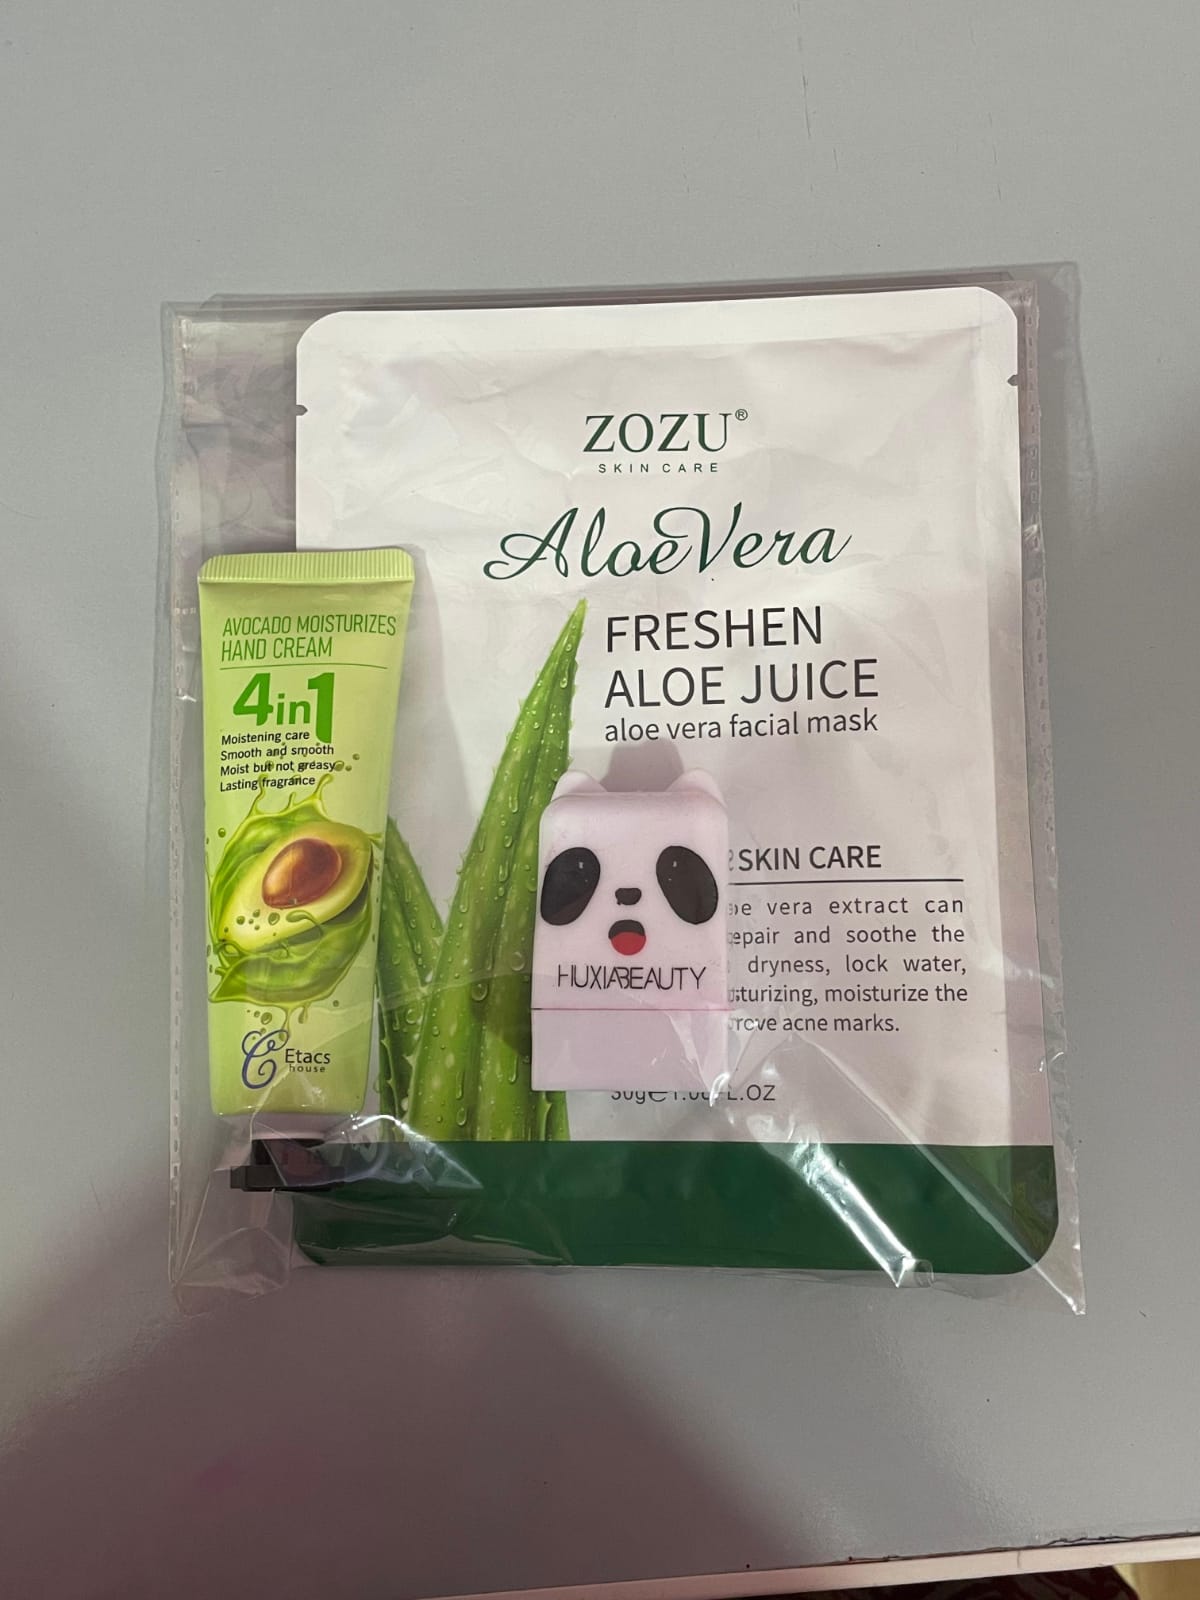 ZOZU®
SKIN CARE
AloeVera
FRESHEN
ALOE JUICE
aloe vera facial mask
AVOCADO MOISTURIZES
HAND CREAM
4in1
Moistening care
Smooth and smooth
Moist but not greasy
Lasting fragrance
Etacs
house
HUXIABEAUTY
SKIN CARE
vera extract can
and soothe the
dryness, lock water,
moisturize the
acne marks.